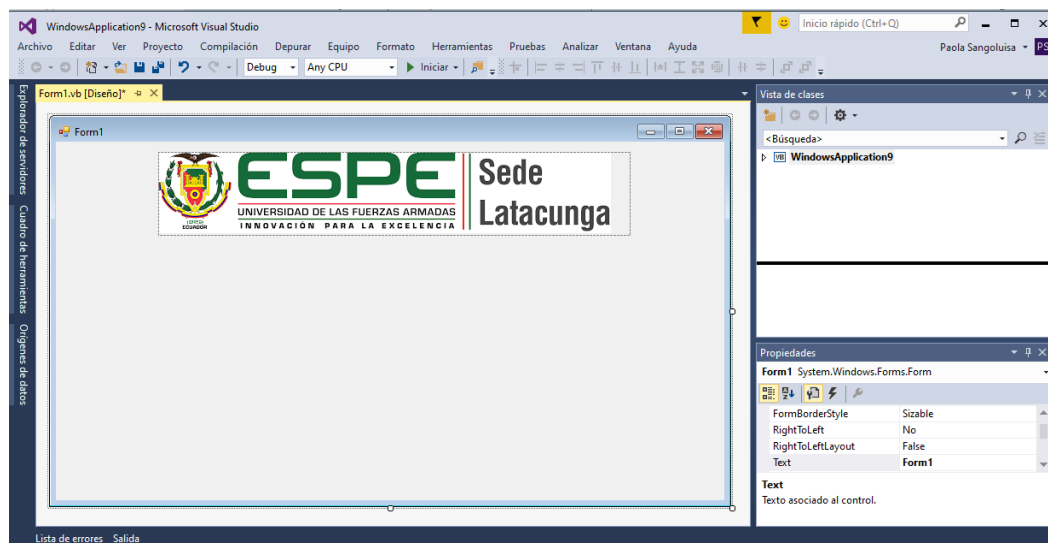 WindowsApplication9 - Microsoft Visual Studio
Inicio rápido (Ctrl+Q)
Archivo Editar Ver Proyecto Compilación Depurar Equipo Formato Herramientas Pruebas Analizar Ventana Ayuda
Paola Sangoluisa PS
Debug Any CPU Iniciar
Explorador de servidores
Cuadro de herramientas
Orígenes de datos
Form1.vb [Diseño]*
Form1
ESPE
UNIVERSIDAD DE LAS FUERZAS ARMADAS
INNOVACIÓN PARA LA EXCELENCIA
ECUADOR
Sede
Latacunga
Vista de clases
<Búsqueda>
VB WindowsApplication9
Propiedades
Form1 System.Windows.Forms.Form
FormBorderStyle Sizable
RightToLeft No
RightToLeftLayout False
Text Form1
Text
Texto asociado al control.
Lista de errores Salida